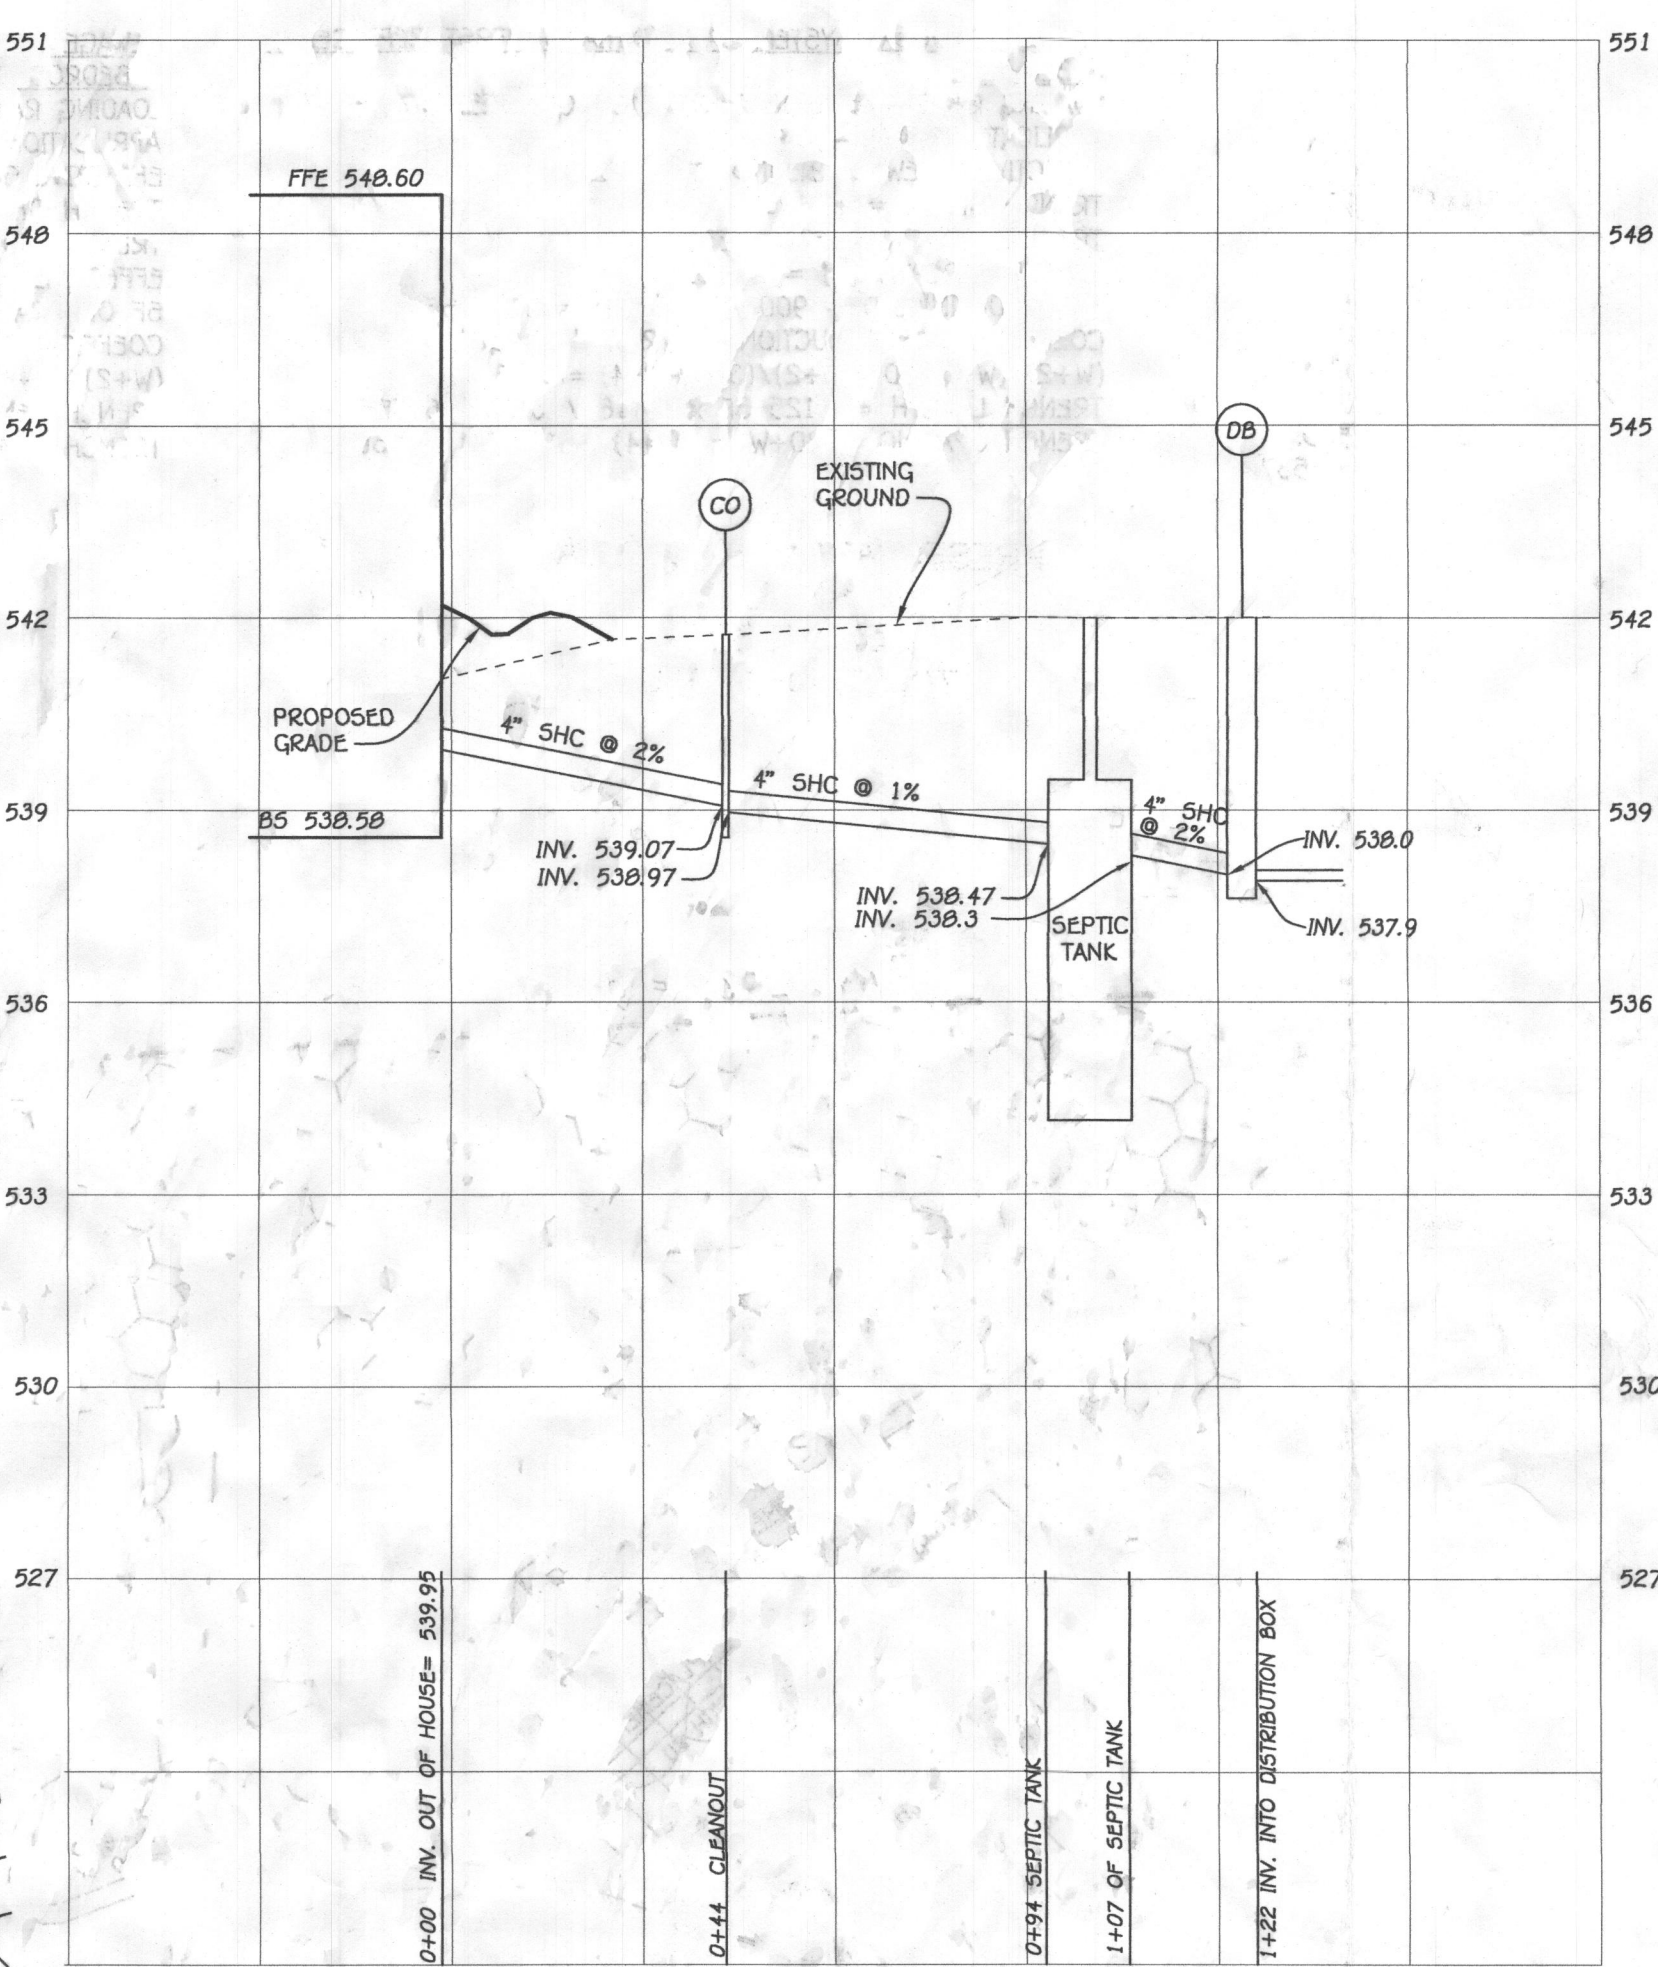 551
551
FFE 548.60
548
548
545
545
DB
EXISTING
GROUND
CO
542
542
PROPOSED
GRADE
4" SHC @ 2%
4" SHC @ 1%
4" SHC
@ 2%
539
539
BS 538.58
INV. 539.07
INV. 538.97
INV. 538.0
INV. 538.47
INV. 538.3
SEPTIC
TANK
INV. 537.9
536
536
533
533
530
530
527
527
0+00 INV. OUT OF HOUSE= 539.95
0+44 CLEANOUT
0+94 SEPTIC TANK
1+07 OF SEPTIC TANK
1+22 INV. INTO DISTRIBUTION BOX